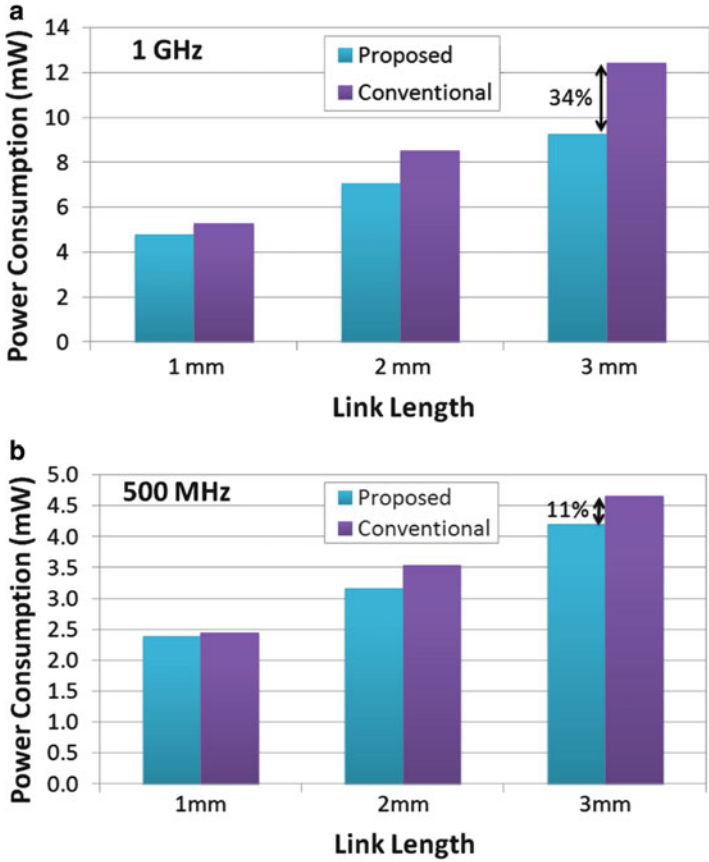 a
14
12
10
8
6
4
2
0
Power Consumption (mW)
1 GHz
Proposed
Conventional
34%
1 mm
2 mm
3 mm
Link Length
b
5.0
4.5
4.0
3.5
3.0
2.5
2.0
1.5
1.0
0.5
0.0
Power Consumption (mW)
500 MHz
Proposed
Conventional
11%
1mm
2mm
3mm
Link Length